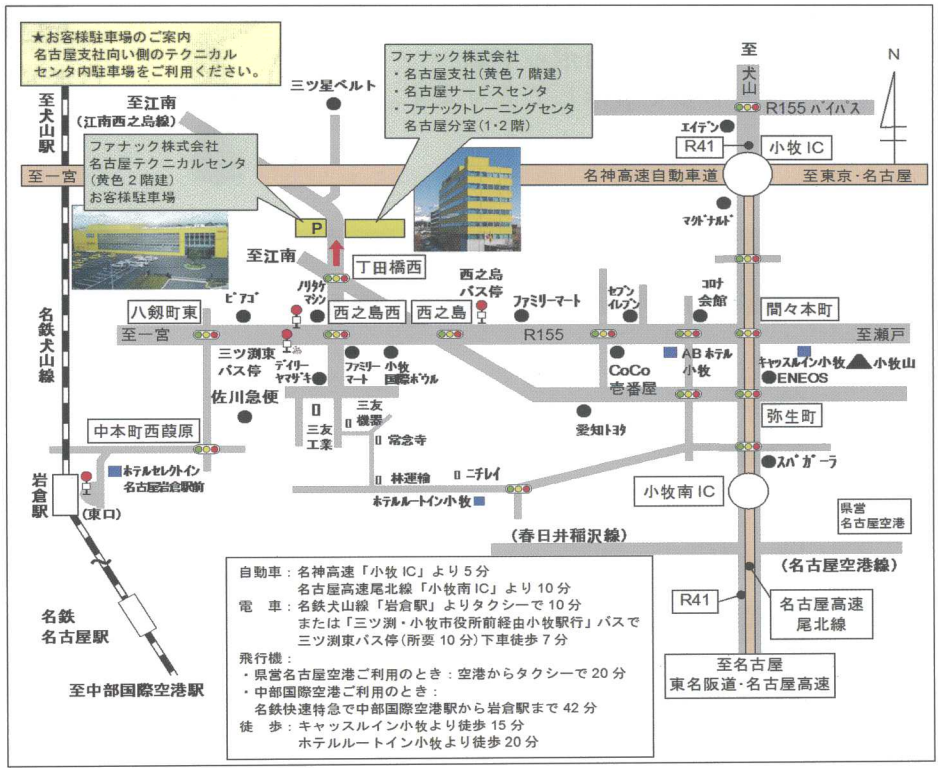 ★お客様駐車場のご案内
名古屋支社向い側のテクニカル
センタ内駐車場をご利用ください。
ファナック株式会社
・名古屋支社(黄色7階建)
・名古屋サービスセンタ
・ファナックトレーニングセンタ
名古屋分室(1・2階)
至
犬山
N
三ツ星ベルト
至犬山駅
至江南
(江南西之島線)
R155 バイパス
エイデン
R41
小牧IC
ファナック株式会社
名古屋テクニカルセンタ
(黄色2階建)
お客様駐車場
至一宮
名神高速自動車道
至東京・名古屋
マクドナルド
P
至江南
丁田橋西
西之島
バス停
ノリタケ
マシン
ピアゴ
ファミリーマート
セブン
イレブン
コロナ
会館
間々本町
八剱町東
西之島西
西之島
名鉄犬山線
至一宮
R155
至瀬戸
三ツ渕東
バス停
デイリー
ヤマザキ
ファミリー
マート
小牧
国際ボウル
CoCo
壱番屋
ABホテル
小牧
キャッスルイン小牧
小牧山
ENEOS
佐川急便
三友
機器
三友
工業
愛知トヨタ
弥生町
中本町西葭原
常念寺
スパガーラ
ホテルセレクトイン
名古屋岩倉駅前
林運輸
ニチレイ
岩倉駅
小牧南IC
ホテルルートイン小牧
(東口)
県営
名古屋空港
(春日井稲沢線)
(名古屋空港線)
自動車:名神高速「小牧IC」より5分
名古屋高速尾北線「小牧南IC」より10分
電 車:名鉄犬山線「岩倉駅」よりタクシーで10分
または「三ツ渕・小牧市役所前経由小牧駅行」バスで
三ツ渕東バス停(所要10分)下車徒歩7分
飛行機:
・県営名古屋空港ご利用のとき:空港からタクシーで20分
・中部国際空港ご利用のとき:
名鉄快速特急で中部国際空港駅から岩倉駅まで42分
徒 歩:キャッスルイン小牧より徒歩15分
ホテルルートイン小牧より徒歩20分
R41
名古屋高速
尾北線
名鉄
名古屋駅
至中部国際空港駅
至名古屋
東名阪道・名古屋高速